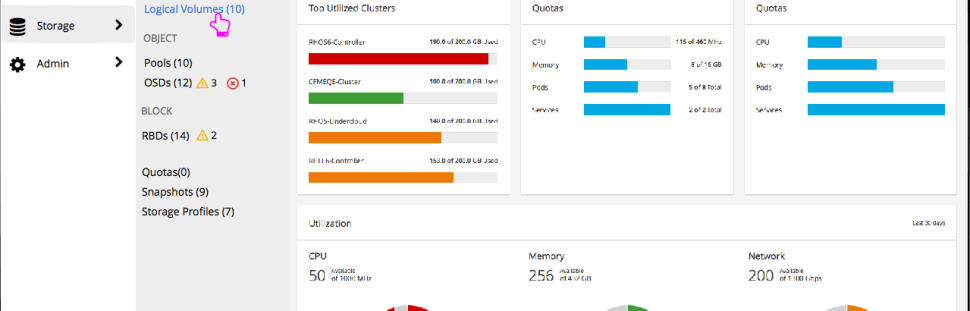 Storage
Admin
Logical Volumes (10)
OBJECT
Pools (10)
OSDs (12) 3 1
BLOCK
RBDs (14) 2
Quotas(0)
Snapshots (9)
Storage Profiles (7)
Top Utilized Clusters
RHOS6-Controller 190.0 of 200.0 GB Used
CFMEQE-Cluster 100.0 of 200.0 GB Used
RHOS-Undercloud 140.0 of 200.0 GB Used
RHEL6-Controller 153.0 of 200.0 GB Used
Quotas
CPU 115 of 460 MHz
Memory 8 of 16 GB
Pods 5 of 8 Total
Services 2 of 2 Total
Quotas
CPU
Memory
Pods
Services
Utilization Last 30 days
CPU
50 Available of 1000 MHz
Memory
256 Available of 432 GB
Network
200 Available of 1300 Gbps